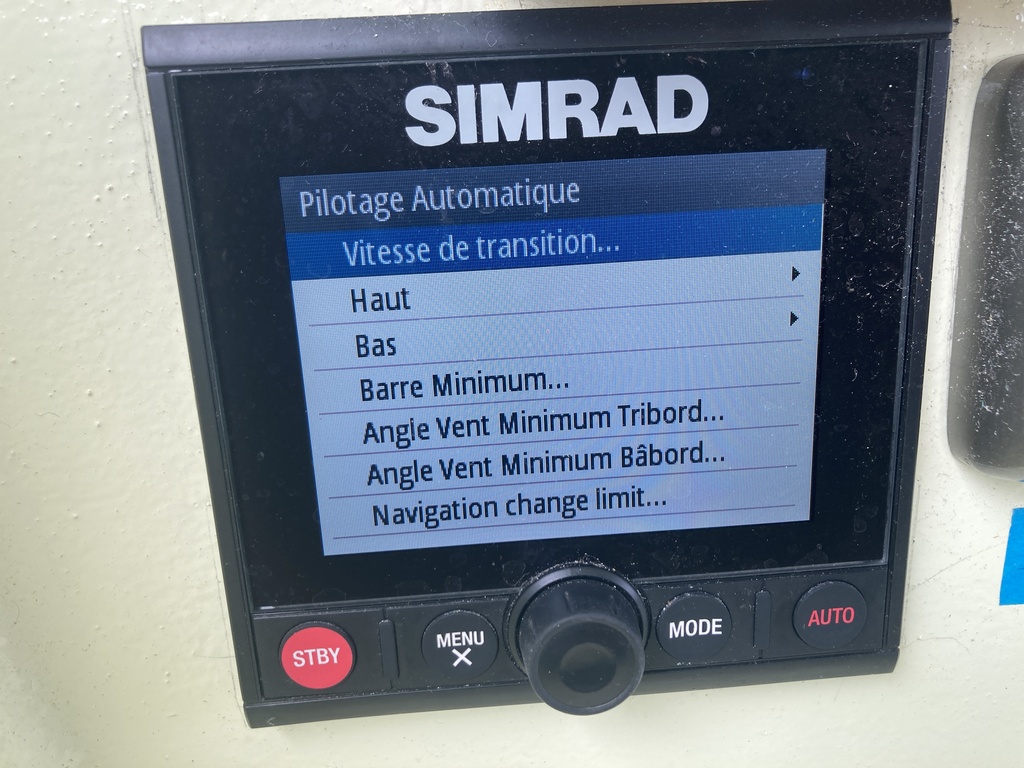 SIMRAD
Pilotage Automatique
Vitesse de transition...
Haut
Bas
Barre Minimum...
Angle Vent Minimum Tribord...
Angle Vent Minimum Bâbord...
Navigation change limit...
STBY
MENU
MODE
AUTO